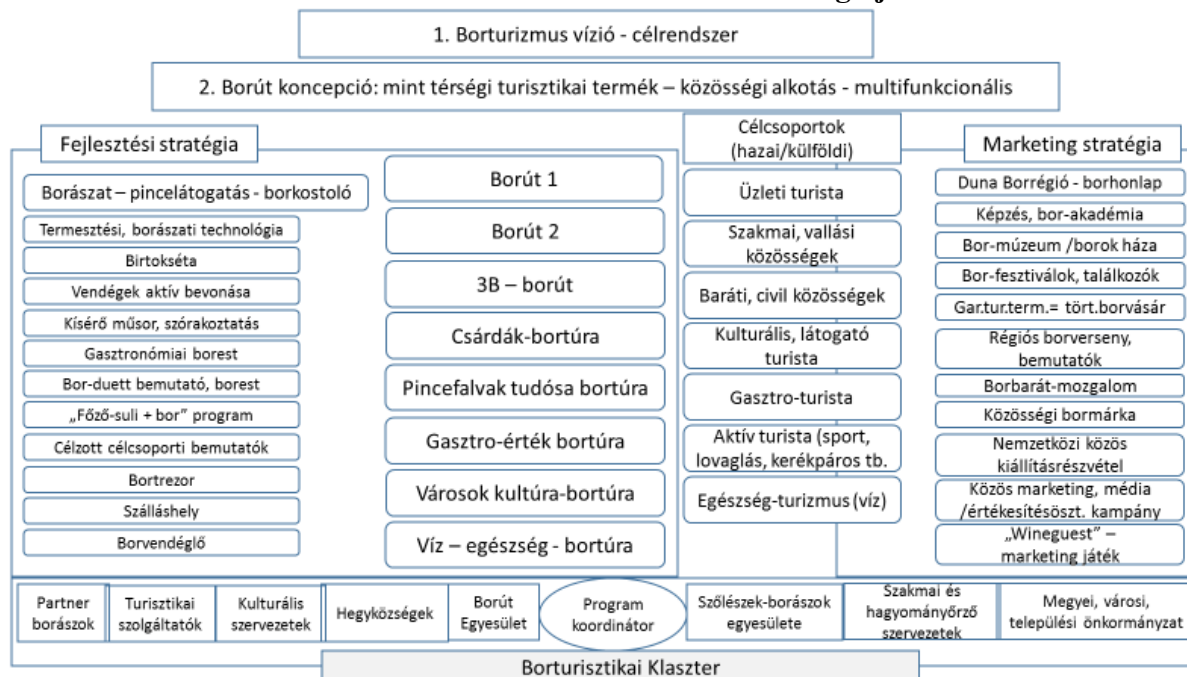 1. Borturizmus vízió - célrendszer
2. Borút koncepció: mint térségi turisztikai termék – közösségi alkotás - multifunkcionális
Fejlesztési stratégia
Borászat – pincelátogatás - borkostoló
Termesztési, borászati technológia
Birtokséta
Vendégek aktív bevonása
Kísérő műsor, szórakoztatás
Gasztronómiai borest
Bor-duett bemutató, borest
„Főző-suli + bor” program
Célzott célcsoporti bemutatók
Bortrezor
Szálláshely
Borvendéglő
Borút 1
Borút 2
3B – borút
Csárdák-bortúra
Pincefalvak tudósa bortúra
Gasztro-érték bortúra
Városok kultúra-bortúra
Víz – egészség - bortúra
Célcsoportok
(hazai/külföldi)
Üzleti turista
Szakmai, vallási
közösségek
Baráti, civil közösségek
Kulturális, látogató
turista
Gasztro-turista
Aktív turista (sport,
lovaglás, kerékpáros tb.
Egészség-turizmus (víz)
Marketing stratégia
Duna Borrégió - borhonlap
Képzés, bor-akadémia
Bor-múzeum /borok háza
Bor-fesztiválok, találkozók
Gar.tur.term.= tört.borvásár
Régiós borverseny,
bemutatók
Borbarát-mozgalom
Közösségi bormárka
Nemzetközi közös
kiállításrészvétel
Közös marketing, média
/értékesítésöszt. kampány
„Wineguest” –
marketing játék
Partner
borászok
Turisztikai
szolgáltatók
Kulturális
szervezetek
Hegyközségek
Borút
Egyesület
Program
koordinátor
Szőlészek-borászok
egyesülete
Szakmai és
hagyományőrző
szervezetek
Megyei, városi,
települési önkormányzat
Borturisztikai Klaszter